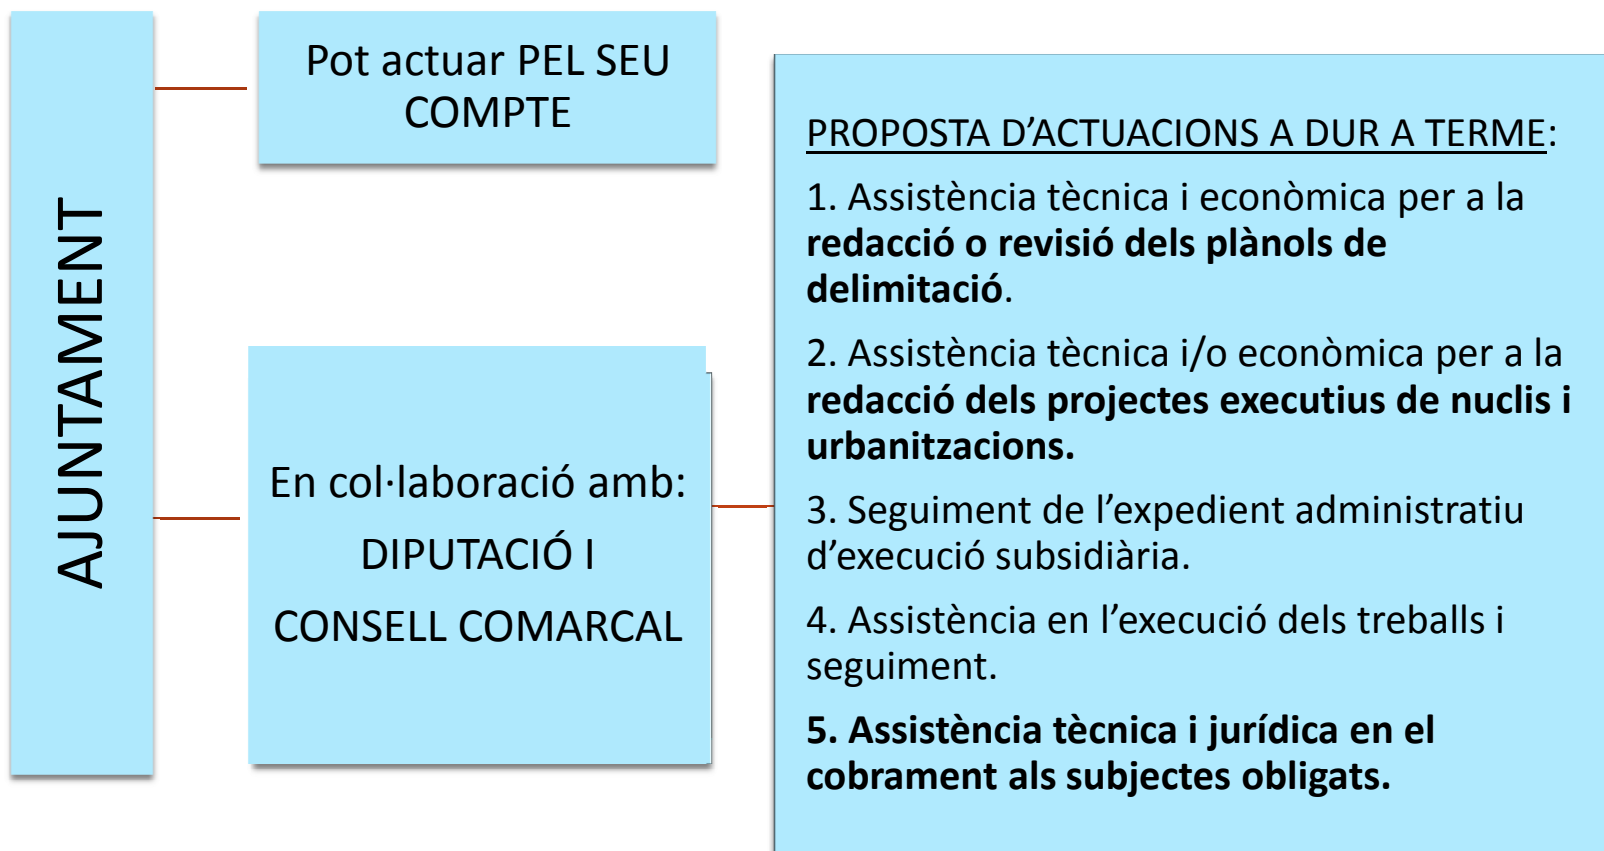 AJUNTAMENT
Pot actuar PEL SEU
COMPTE
En col·laboració amb:
DIPUTACIÓ I
CONSELL COMARCAL
PROPOSTA D’ACTUACIONS A DUR A TERME:
1. Assistència tècnica i econòmica per a la
redacció o revisió dels plànols de
delimitació.
2. Assistència tècnica i/o econòmica per a la
redacció dels projectes executius de nuclis i
urbanitzacions.
3. Seguiment de l’expedient administratiu
d’execució subsidiària.
4. Assistència en l’execució dels treballs i
seguiment.
5. Assistència tècnica i jurídica en el
cobrament als subjectes obligats.